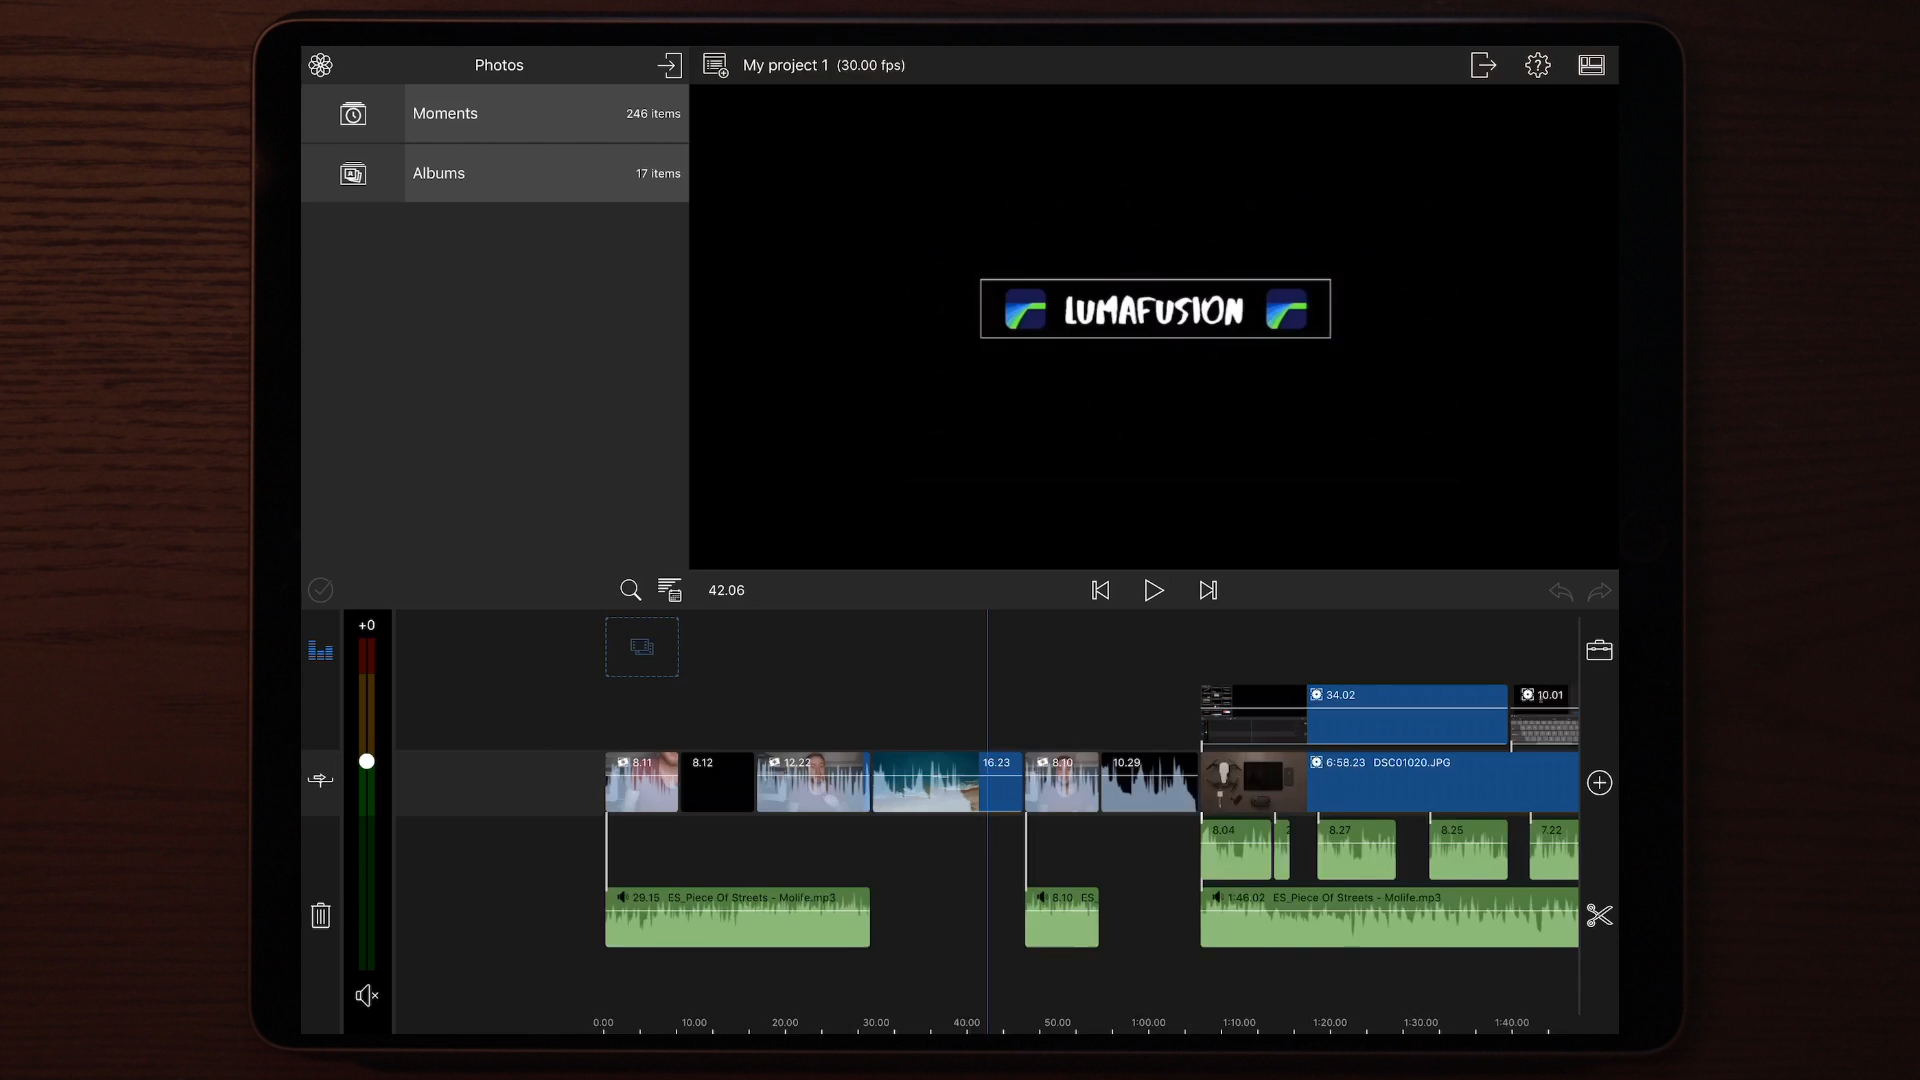 Photos
My project 1 (30.00 fps)
Moments
246 items
Albums
17 items
LUMAFUSION
42.06
+0
34.02
10.01
8.11
8.12
12.22
16.23
8.10
10.29
6:58.23 DSC01020.JPG
8.04
8.27
8.25
7.22
29.15 ES_Piece Of Streets - Molife.mp3
8.10 ES_
1:46.02 ES_Piece Of Streets - Molife.mp3
0.00
10.00
20.00
30.00
40.00
50.00
1:00.00
1:10.00
1:20.00
1:30.00
1:40.00